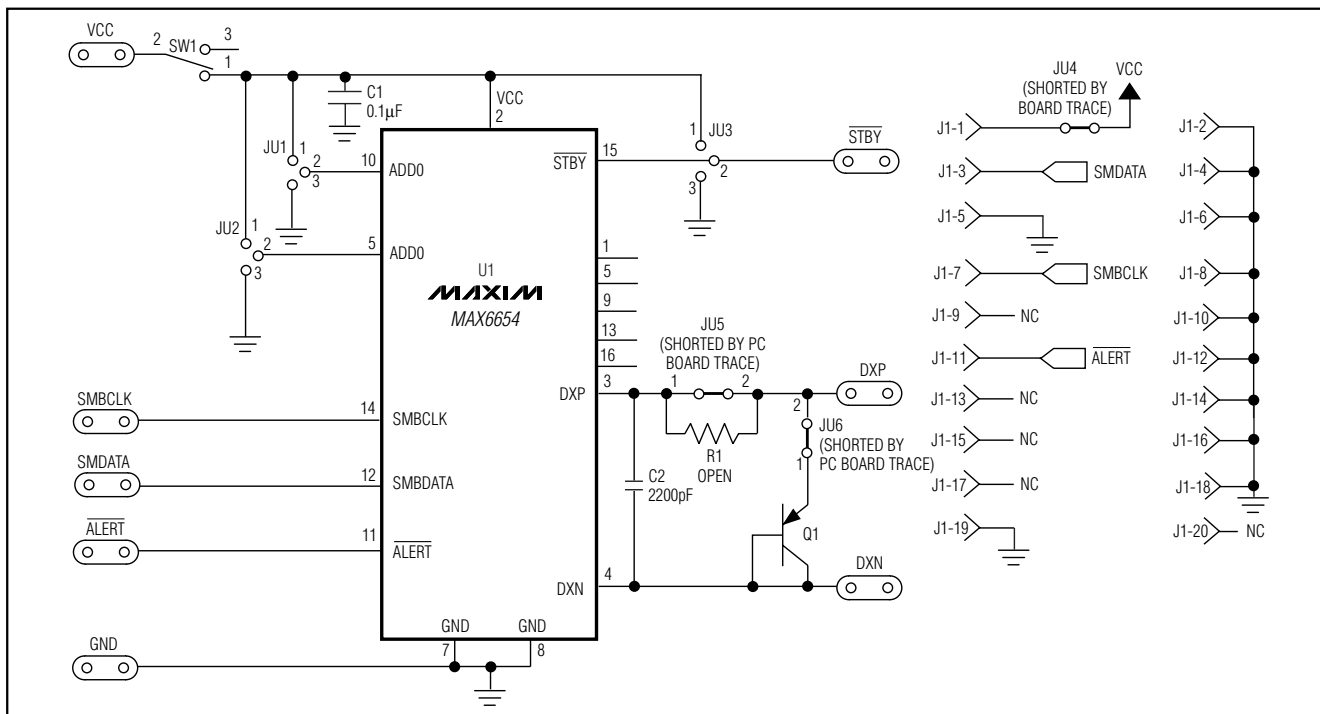 VCC
2
SW1
3
1
C1
0.1μF
VCC
2
JU1
1
2
3
10
ADD0
JU2
1
2
3
5
ADD0
U1
MAXIM
MAX6654
STBY
15
1
JU3
2
3
STBY
1
5
9
13
16
JU5
(SHORTED BY PC
BOARD TRACE)
3
1
2
DXP
DXP
R1
OPEN
2
JU6
(SHORTED BY
PC BOARD TRACE)
1
C2
2200pF
Q1
DXN
4
DXN
SMBCLK
14
SMBCLK
SMDATA
12
SMBDATA
ALERT
11
ALERT
GND
GND
7
GND
8
JU4
(SHORTED BY
BOARD TRACE)
VCC
J1-1
J1-3
SMDATA
J1-5
J1-7
SMBCLK
J1-9
NC
J1-11
ALERT
J1-13
NC
J1-15
NC
J1-17
NC
J1-19
J1-2
J1-4
J1-6
J1-8
J1-10
J1-12
J1-14
J1-16
J1-18
J1-20
NC